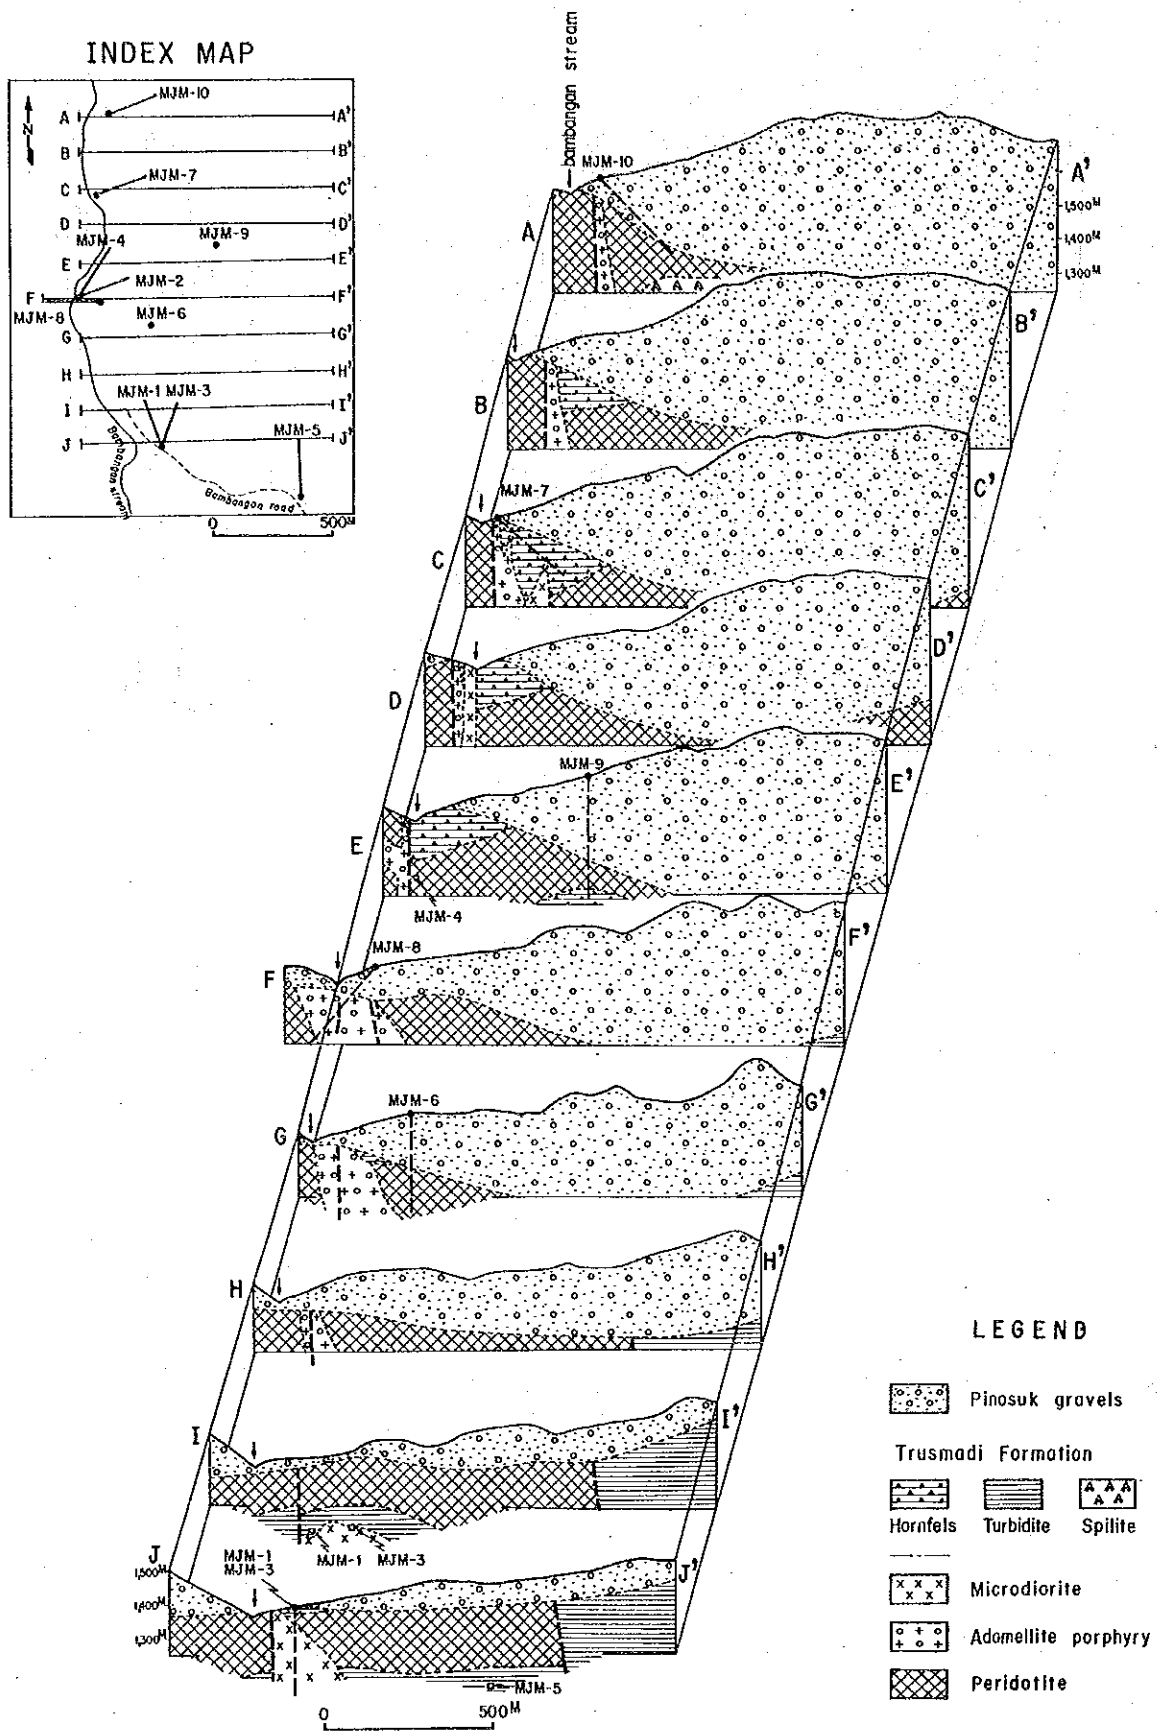 INDEX MAP
N
MJM-10
A A'
B B'
MJM-7
C C'
D D'
MJM-4 MJM-9
E E'
MJM-2
F F'
MJM-8 MJM-6
G G'
H H'
MJM-1 MJM-3
I I'
MJM-5
J J'
Bambangan stream
Bambangan road
0 500M
bambangan stream
MJM-10
A A'
1,500M
1,400M
1,300M
B B'
MJM-7
C C'
D D'
MJM-9
E E'
MJM-4
MJM-8
F F'
MJM-6
G G'
H H'
I I'
MJM-1 MJM-3
J J'
MJM-1
MJM-3
1,500M
1,400M
1,300M
MJM-5
0 500M
LEGEND
Pinosuk gravels
Trusmadi Formation
Hornfels Turbidite Spilite
Microdiorite
Adamellite porphyry
Peridotite